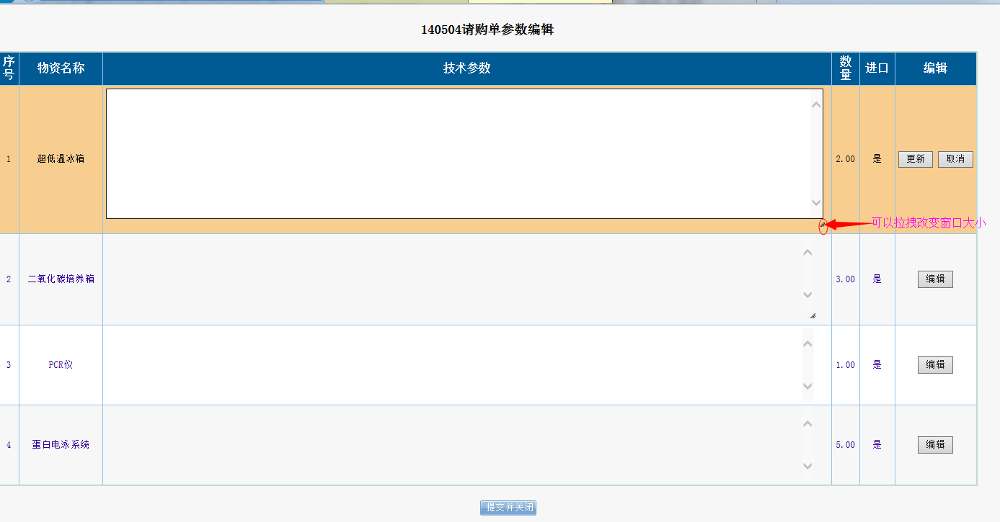 140504请购单参数编辑
序号 物资名称 技术参数 数量 进口 编辑
1 超低温冰箱 2.00 是 更新 取消
可以拉拽改变窗口大小
2 二氧化碳培养箱 3.00 是 编辑
3 PCR仪 1.00 是 编辑
4 蛋白电泳系统 5.00 是 编辑
提交并关闭